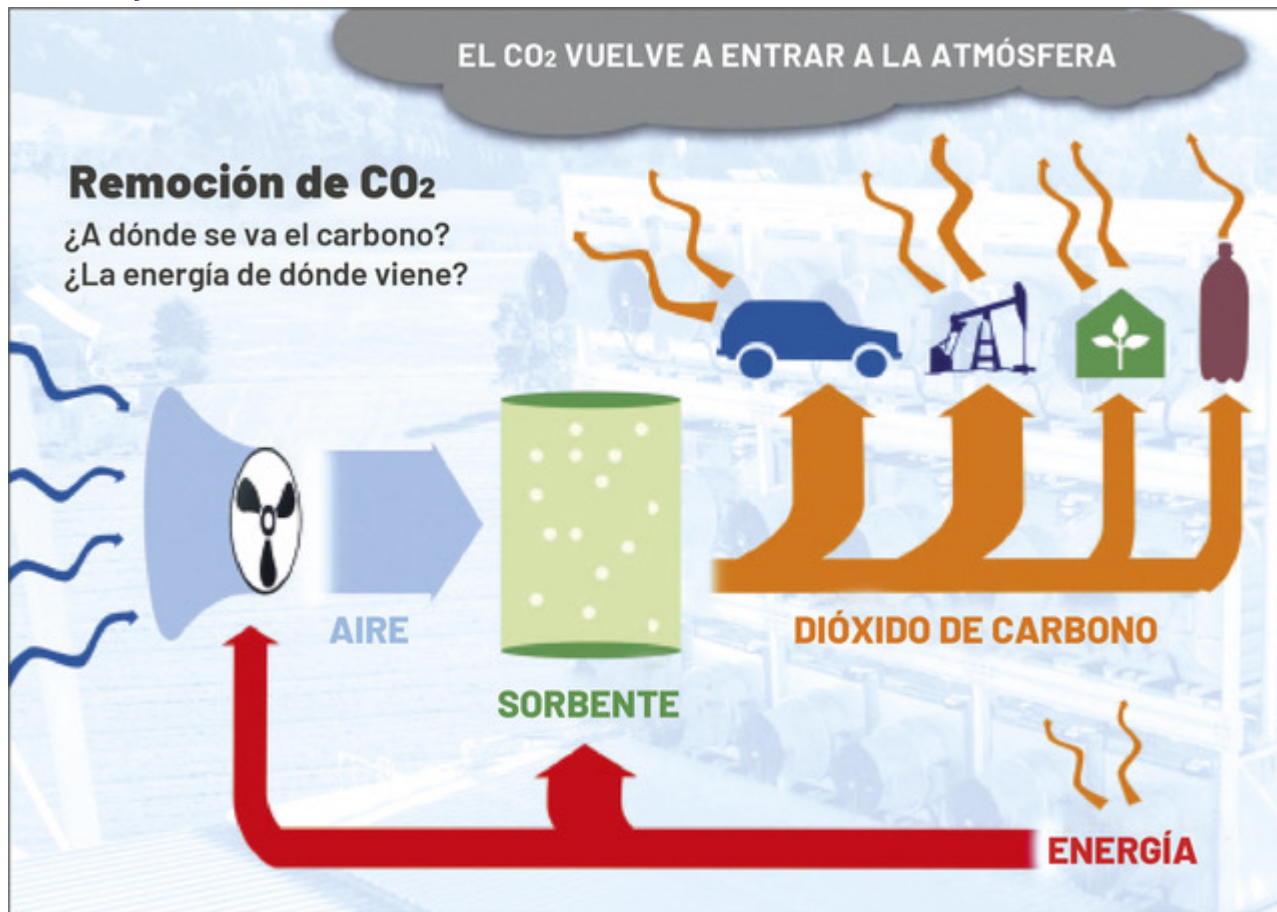 EL CO₂ VUELVE A ENTRAR A LA ATMÓSFERA
Remoción de CO₂
¿A dónde se va el carbono?
¿La energía de dónde viene?
AIRE
DIÓXIDO DE CARBONO
SORBENTE
ENERGÍA